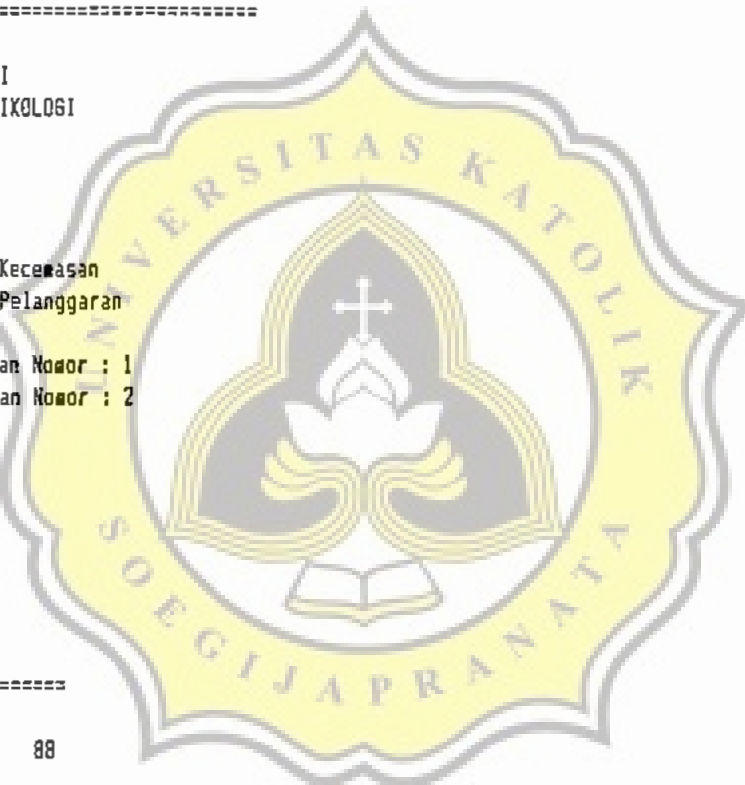 ========================
I
IKOLOGI
Kecemasan
Pelanggaran
an Nomor : 1
an Nomor : 2
UNIVERSITAS KATOLIK
SOEGIJAPRANATA
======
88